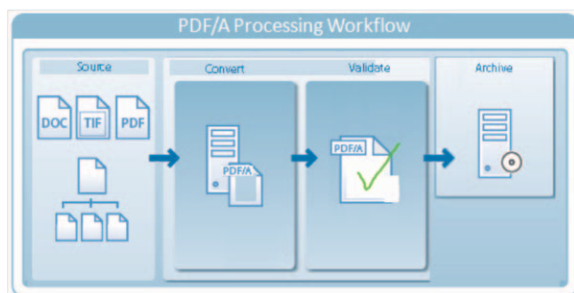 PDF/A Processing Workflow
Source
Convert
Validate
Archive
DOC TIF PDF
PDF/A
PDF/A